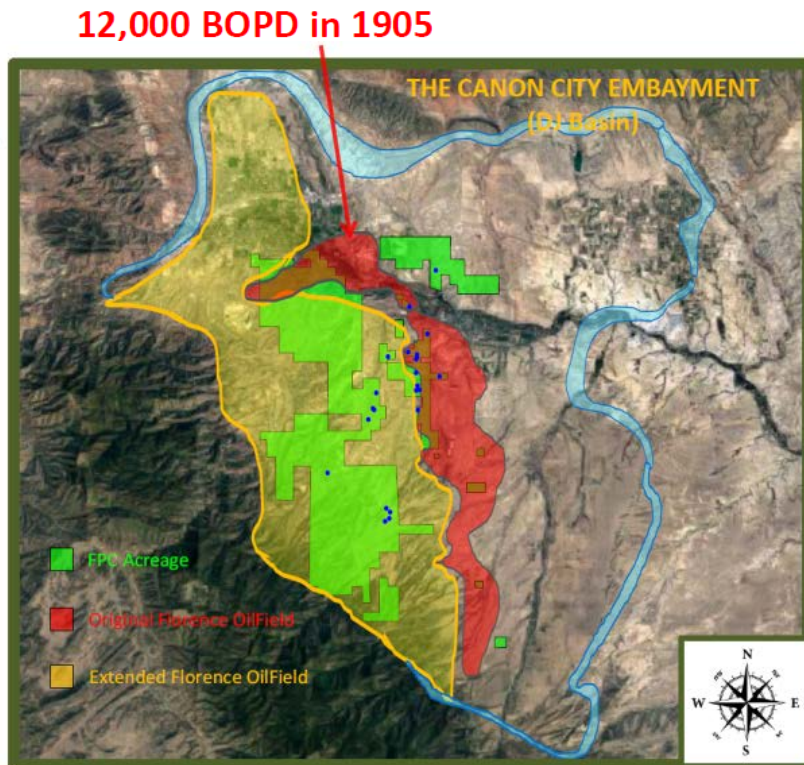 12,000 BOPD in 1905
THE CANON CITY EMBAYMENT
(DJ Basin)
FPC Acreage
Original Florence OilField
Extended Florence OilField
N
W E
S